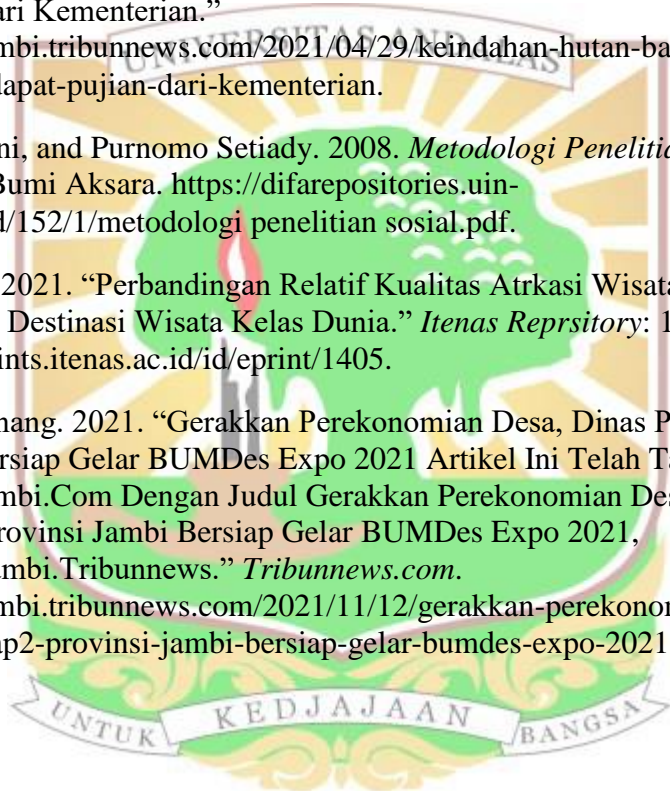 ari Kementerian.”
mbi.tribunnews.com/2021/04/29/keindahan-hutan-ba
UNIVERSITAS ANDALAS
dapat-pujian-dari-kementerian.
ni, and Purnomo Setiady. 2008. Metodologi Penelitia
Bumi Aksara. https://difarepositories.uin-
d/152/1/metodologi penelitian sosial.pdf.
2021. “Perbandingan Relatif Kualitas Atrkasi Wisata
Destinasi Wisata Kelas Dunia.” Itenas Reprsitory: 1
ints.itenas.ac.id/id/eprint/1405.
nang. 2021. “Gerakkan Perekonomian Desa, Dinas P
rsiap Gelar BUMDes Expo 2021 Artikel Ini Telah Ta
mbi.Com Dengan Judul Gerakkan Perekonomian Des
rovinsi Jambi Bersiap Gelar BUMDes Expo 2021,
ambi.Tribunnews.” Tribunnews.com.
mbi.tribunnews.com/2021/11/12/gerakkan-perekonom
ap2-provinsi-jambi-bersiap-gelar-bumdes-expo-2021
UNTUK KEDJAJAAN BANGSA